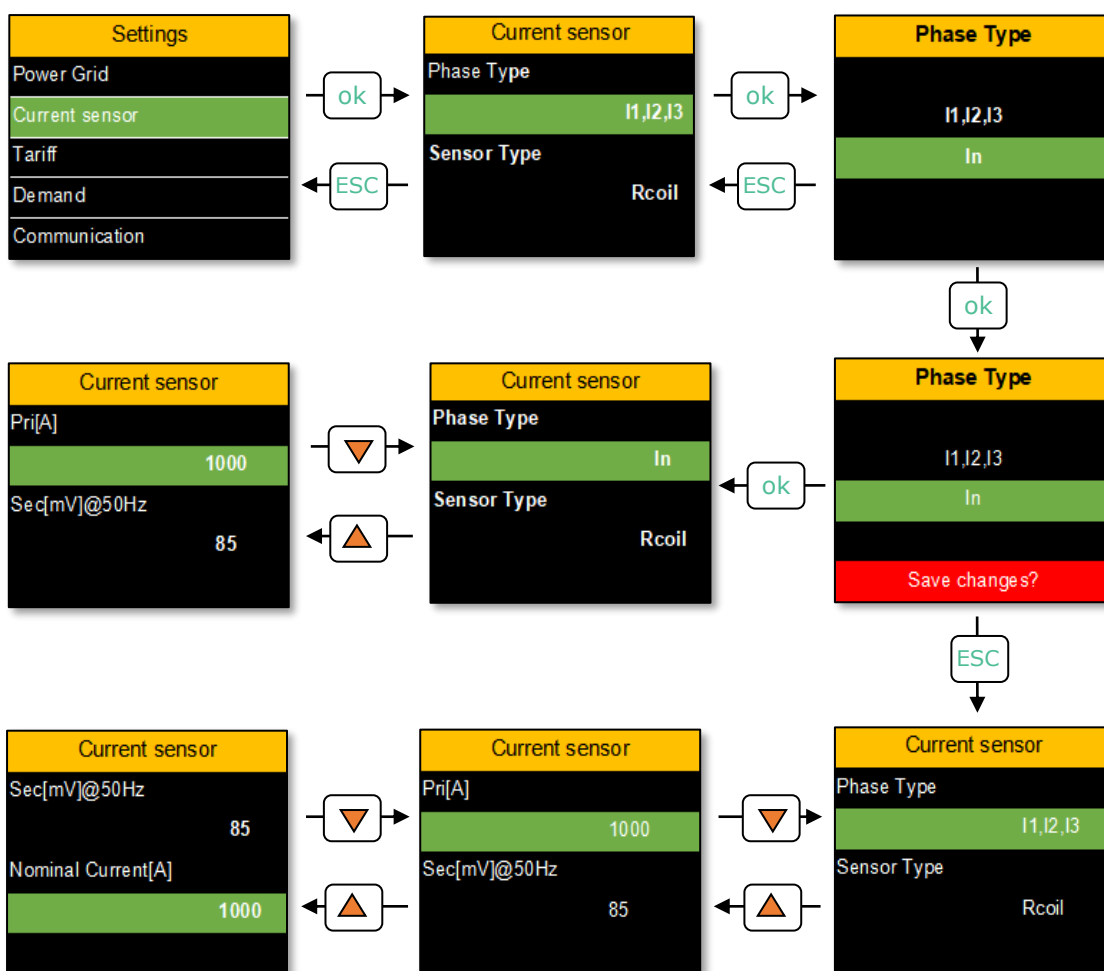 Settings
Power Grid
Current sensor
Tariff
Demand
Communication
ok
ESC
Current sensor
Phase Type
I1,I2,I3
Sensor Type
Rcoil
ok
ESC
Phase Type
I1,I2,I3
In
ok
Current sensor
Pri[A]
1000
Sec[mV]@50Hz
85
Current sensor
Phase Type
In
Sensor Type
Rcoil
ok
Phase Type
I1,I2,I3
In
Save changes?
ESC
Current sensor
Sec[mV]@50Hz
85
Nominal Current[A]
1000
Current sensor
Pri[A]
1000
Sec[mV]@50Hz
85
Current sensor
Phase Type
I1,I2,I3
Sensor Type
Rcoil